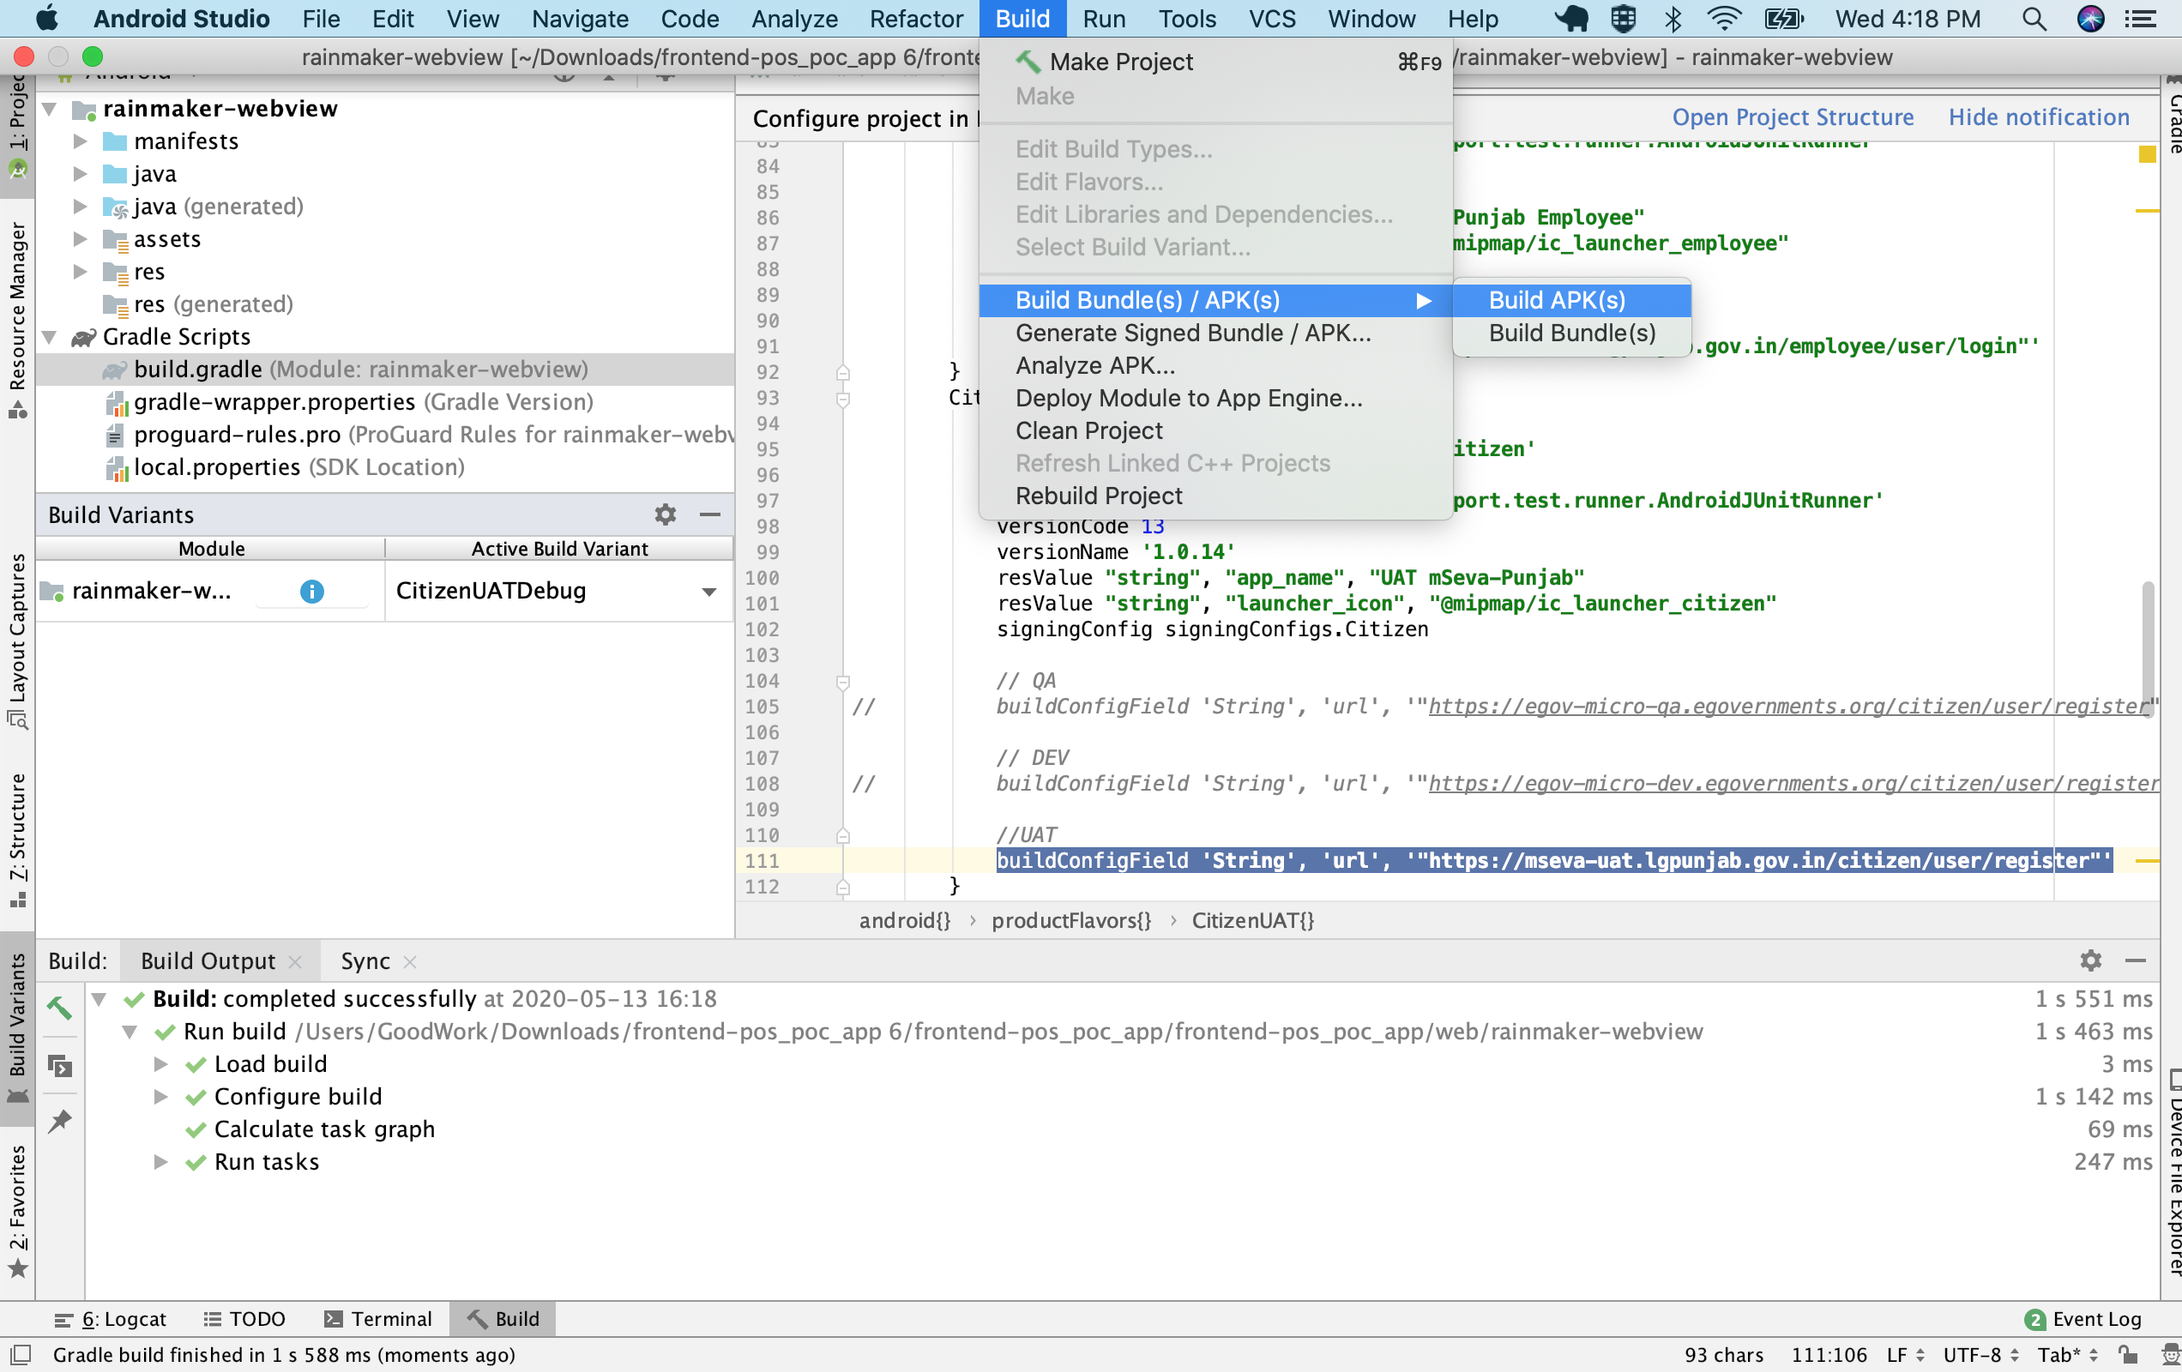 Android Studio File Edit View Navigate Code Analyze Refactor Build Run Tools VCS Window Help Wed 4:18 PM
rainmaker-webview [~/Downloads/frontend-pos_poc_app 6/fronte /rainmaker-webview] - rainmaker-webview
Make Project ⌘F9
Make
Edit Build Types...
Edit Flavors...
Edit Libraries and Dependencies...
Select Build Variant...
Build Bundle(s) / APK(s)
Generate Signed Bundle / APK...
Analyze APK...
Deploy Module to App Engine...
Clean Project
Refresh Linked C++ Projects
Rebuild Project
Build APK(s)
Build Bundle(s)
1: Projec
Resource Manager
Layout Captures
7: Structure
Build Variants
2: Favorites
Android
rainmaker-webview
manifests
java
java (generated)
assets
res
res (generated)
Gradle Scripts
build.gradle (Module: rainmaker-webview)
gradle-wrapper.properties (Gradle Version)
proguard-rules.pro (ProGuard Rules for rainmaker-webv
local.properties (SDK Location)
Build Variants
Module Active Build Variant
rainmaker-w... CitizenUATDebug
Configure project in Open Project Structure Hide notification
83 port.test.runner.AndroidJUnitRunner'
84
85
86 Punjab Employee"
87 mipmap/ic_launcher_employee"
88
89
90
91 .gov.in/employee/user/login"'
92 }
93 Cit
94
95 itizen'
96
97 port.test.runner.AndroidJUnitRunner'
98 versionCode 13
99 versionName '1.0.14'
100 resValue "string", "app_name", "UAT mSeva-Punjab"
101 resValue "string", "launcher_icon", "@mipmap/ic_launcher_citizen"
102 signingConfig signingConfigs.Citizen
103
104 // QA
105 // buildConfigField 'String', 'url', '"https://egov-micro-qa.egovernments.org/citizen/user/register"
106
107 // DEV
108 // buildConfigField 'String', 'url', '"https://egov-micro-dev.egovernments.org/citizen/user/register
109
110 //UAT
111 buildConfigField 'String', 'url', '"https://mseva-uat.lgpunjab.gov.in/citizen/user/register"'
112 }
android{} › productFlavors{} › CitizenUAT{}
Gradle
Device File Explorer
Build: Build Output Sync
Build: completed successfully at 2020-05-13 16:18 1 s 551 ms
Run build /Users/GoodWork/Downloads/frontend-pos_poc_app 6/frontend-pos_poc_app/frontend-pos_poc_app/web/rainmaker-webview 1 s 463 ms
Load build 3 ms
Configure build 1 s 142 ms
Calculate task graph 69 ms
Run tasks 247 ms
6: Logcat TODO Terminal Build 2 Event Log
Gradle build finished in 1 s 588 ms (moments ago) 93 chars 111:106 LF UTF-8 Tab*